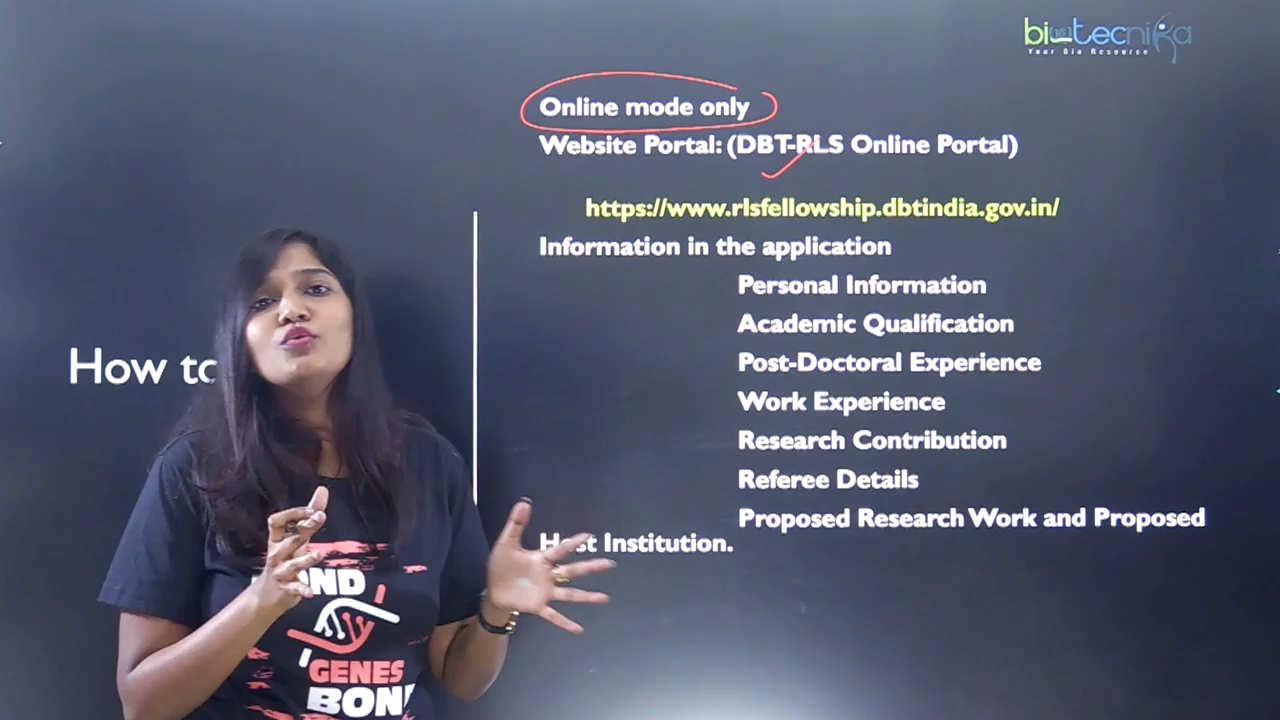 biotecnika
Your Bio Resource
Online mode only
Website Portal: (DBT-RLS Online Portal)
https://www.rlsfellowship.dbtindia.gov.in/
Information in the application
Personal Information
Academic Qualification
Post-Doctoral Experience
How to
Work Experience
Research Contribution
Referee Details
Proposed Research Work and Proposed
Host Institution.
GENES